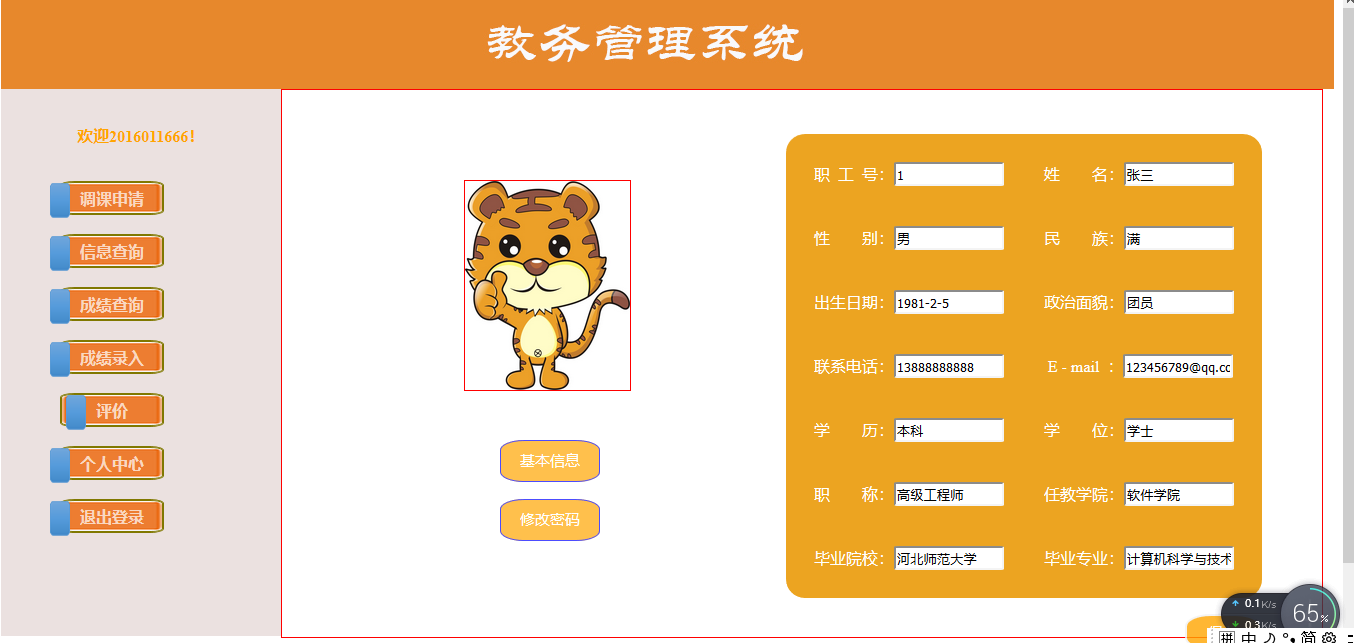 教务管理系统
欢迎2016011666!
调课申请
信息查询
成绩查询
成绩录入
评价
个人中心
退出登录
基本信息
修改密码
职 工 号: 1 姓 名: 张三
性 别: 男 民 族: 满
出生日期: 1981-2-5 政治面貌: 团员
联系电话: 13888888888 E - mail : 123456789@qq.cc
学 历: 本科 学 位: 学士
职 称: 高级工程师 任教学院: 软件学院
毕业院校: 河北师范大学 毕业专业: 计算机科学与技术
0.1K/s
0.3K/s
65%
拼 中 简